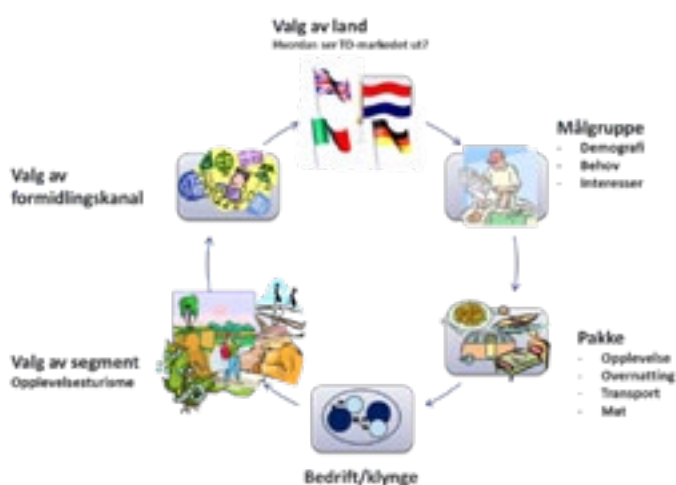 Valg av land
Hvordan ser TO-markedet ut?
Målgruppe
- Demografi
- Behov
- Interesser
Pakke
- Opplevelse
- Overnatting
- Transport
- Mat
Bedrift/klynge
Valg av segment
Opplevelsesturisme
Valg av
formidlingskanal